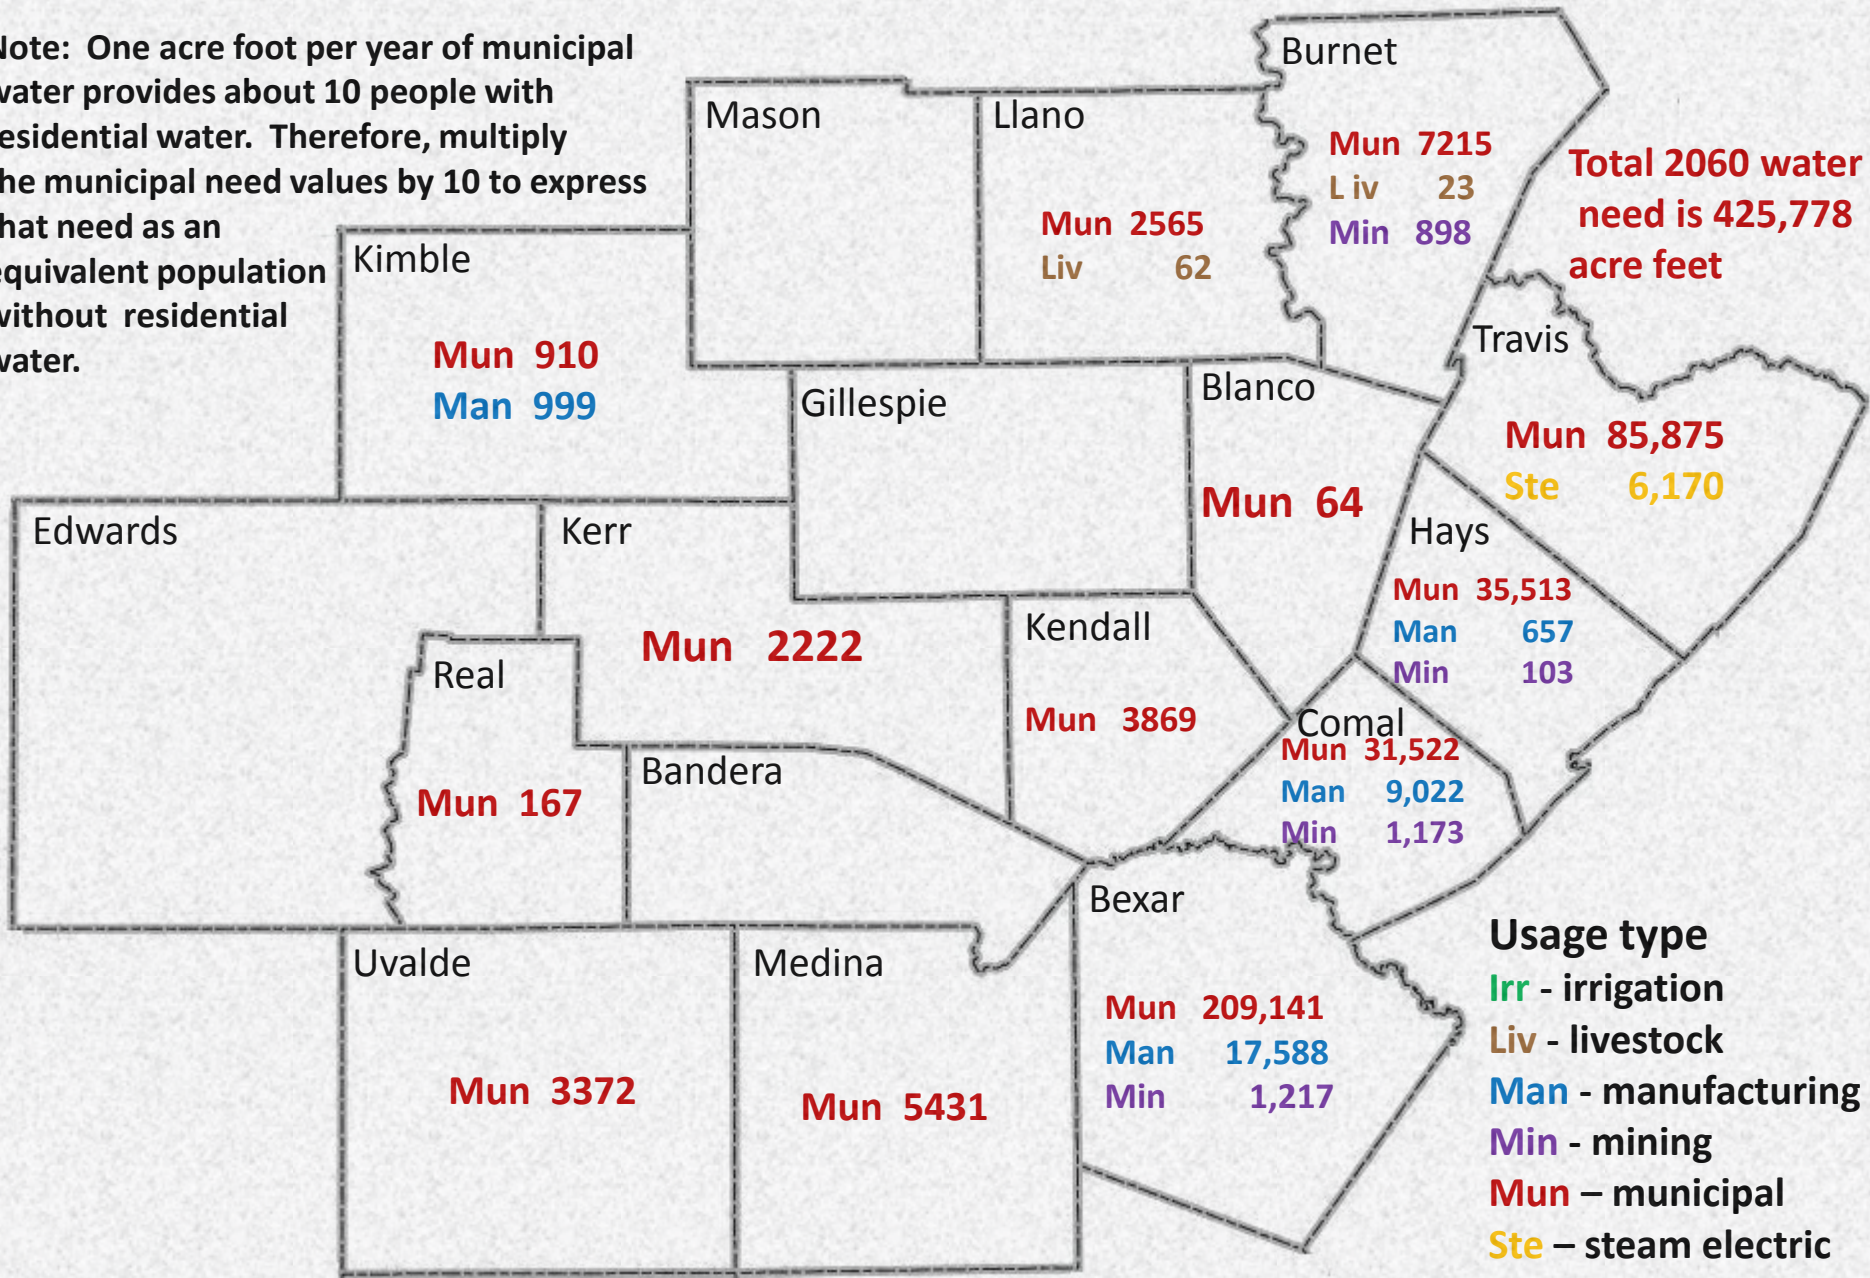 Note: One acre foot per year of municipal
water provides about 10 people with
residential water. Therefore, multiply
the municipal need values by 10 to express
that need as an
equivalent population
without residential
water.
Burnet
Mun 7215
L iv 23
Min 898
Mason
Llano
Mun 2565
Liv 62
Total 2060 water
need is 425,778
acre feet
Kimble
Mun 910
Man 999
Gillespie
Blanco
Mun 64
Travis
Mun 85,875
Ste 6,170
Edwards
Kerr
Mun 2222
Hays
Mun 35,513
Man 657
Min 103
Real
Mun 167
Kendall
Mun 3869
Comal
Mun 31,522
Man 9,022
Min 1,173
Bandera
Bexar
Mun 209,141
Man 17,588
Min 1,217
Uvalde
Mun 3372
Medina
Mun 5431
Usage type
Irr - irrigation
Liv - livestock
Man - manufacturing
Min - mining
Mun – municipal
Ste – steam electric